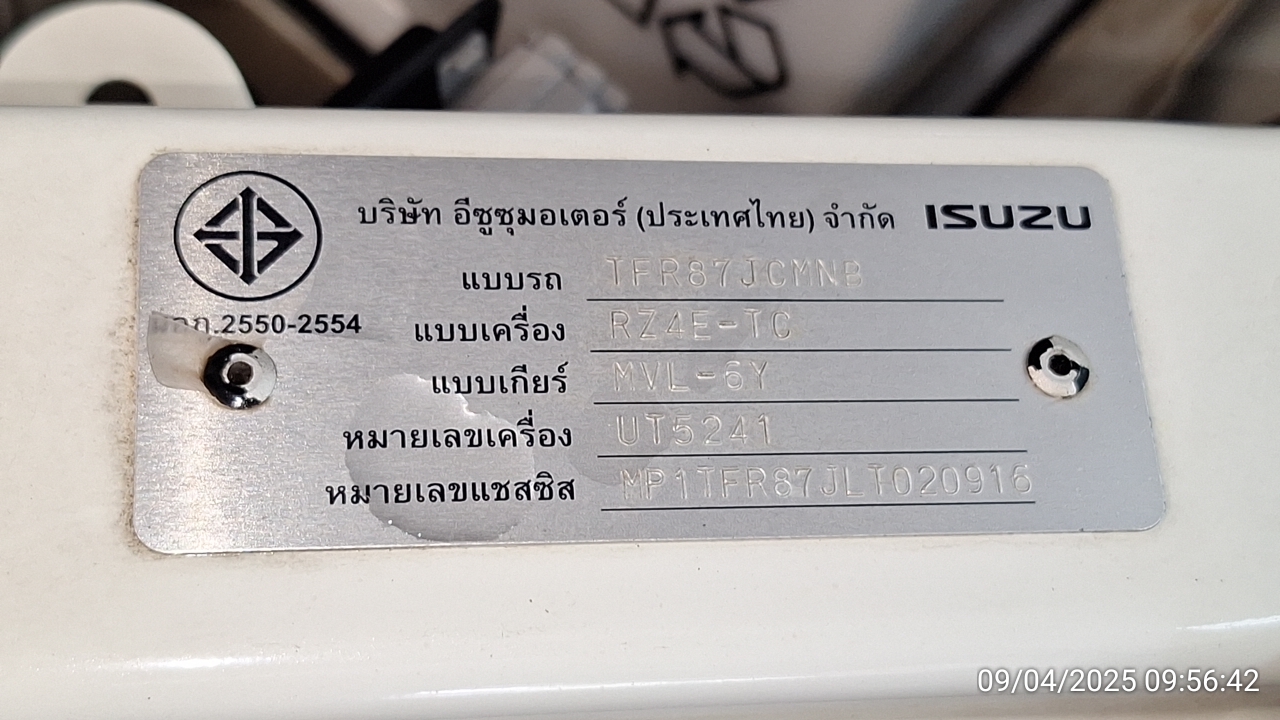 บริษัท อีซูซุมอเตอร์ (ประเทศไทย) จำกัด ISUZU
แบบรถ TFR87JCMNB
มอก.2550-2554
แบบเครื่อง RZ4E-TC
แบบเกียร์ MVL-6Y
หมายเลขเครื่อง UT5241
หมายเลขแชสซิส MP1TFR87JLT020916
09/04/2025 09:56:42